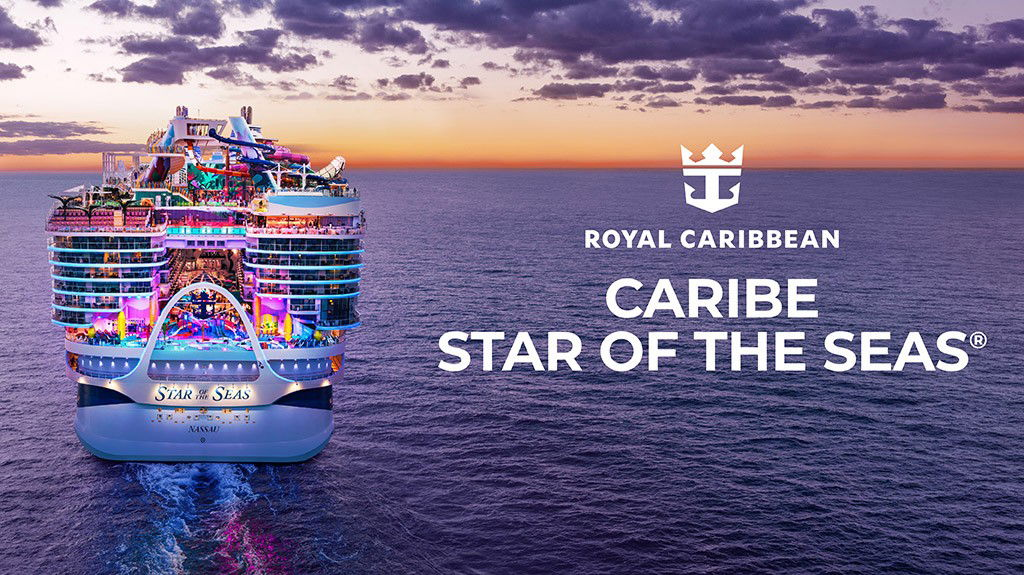 STAR OF THE SEAS
NASSAU
ROYAL CARIBBEAN
CARIBE
STAR OF THE SEAS®